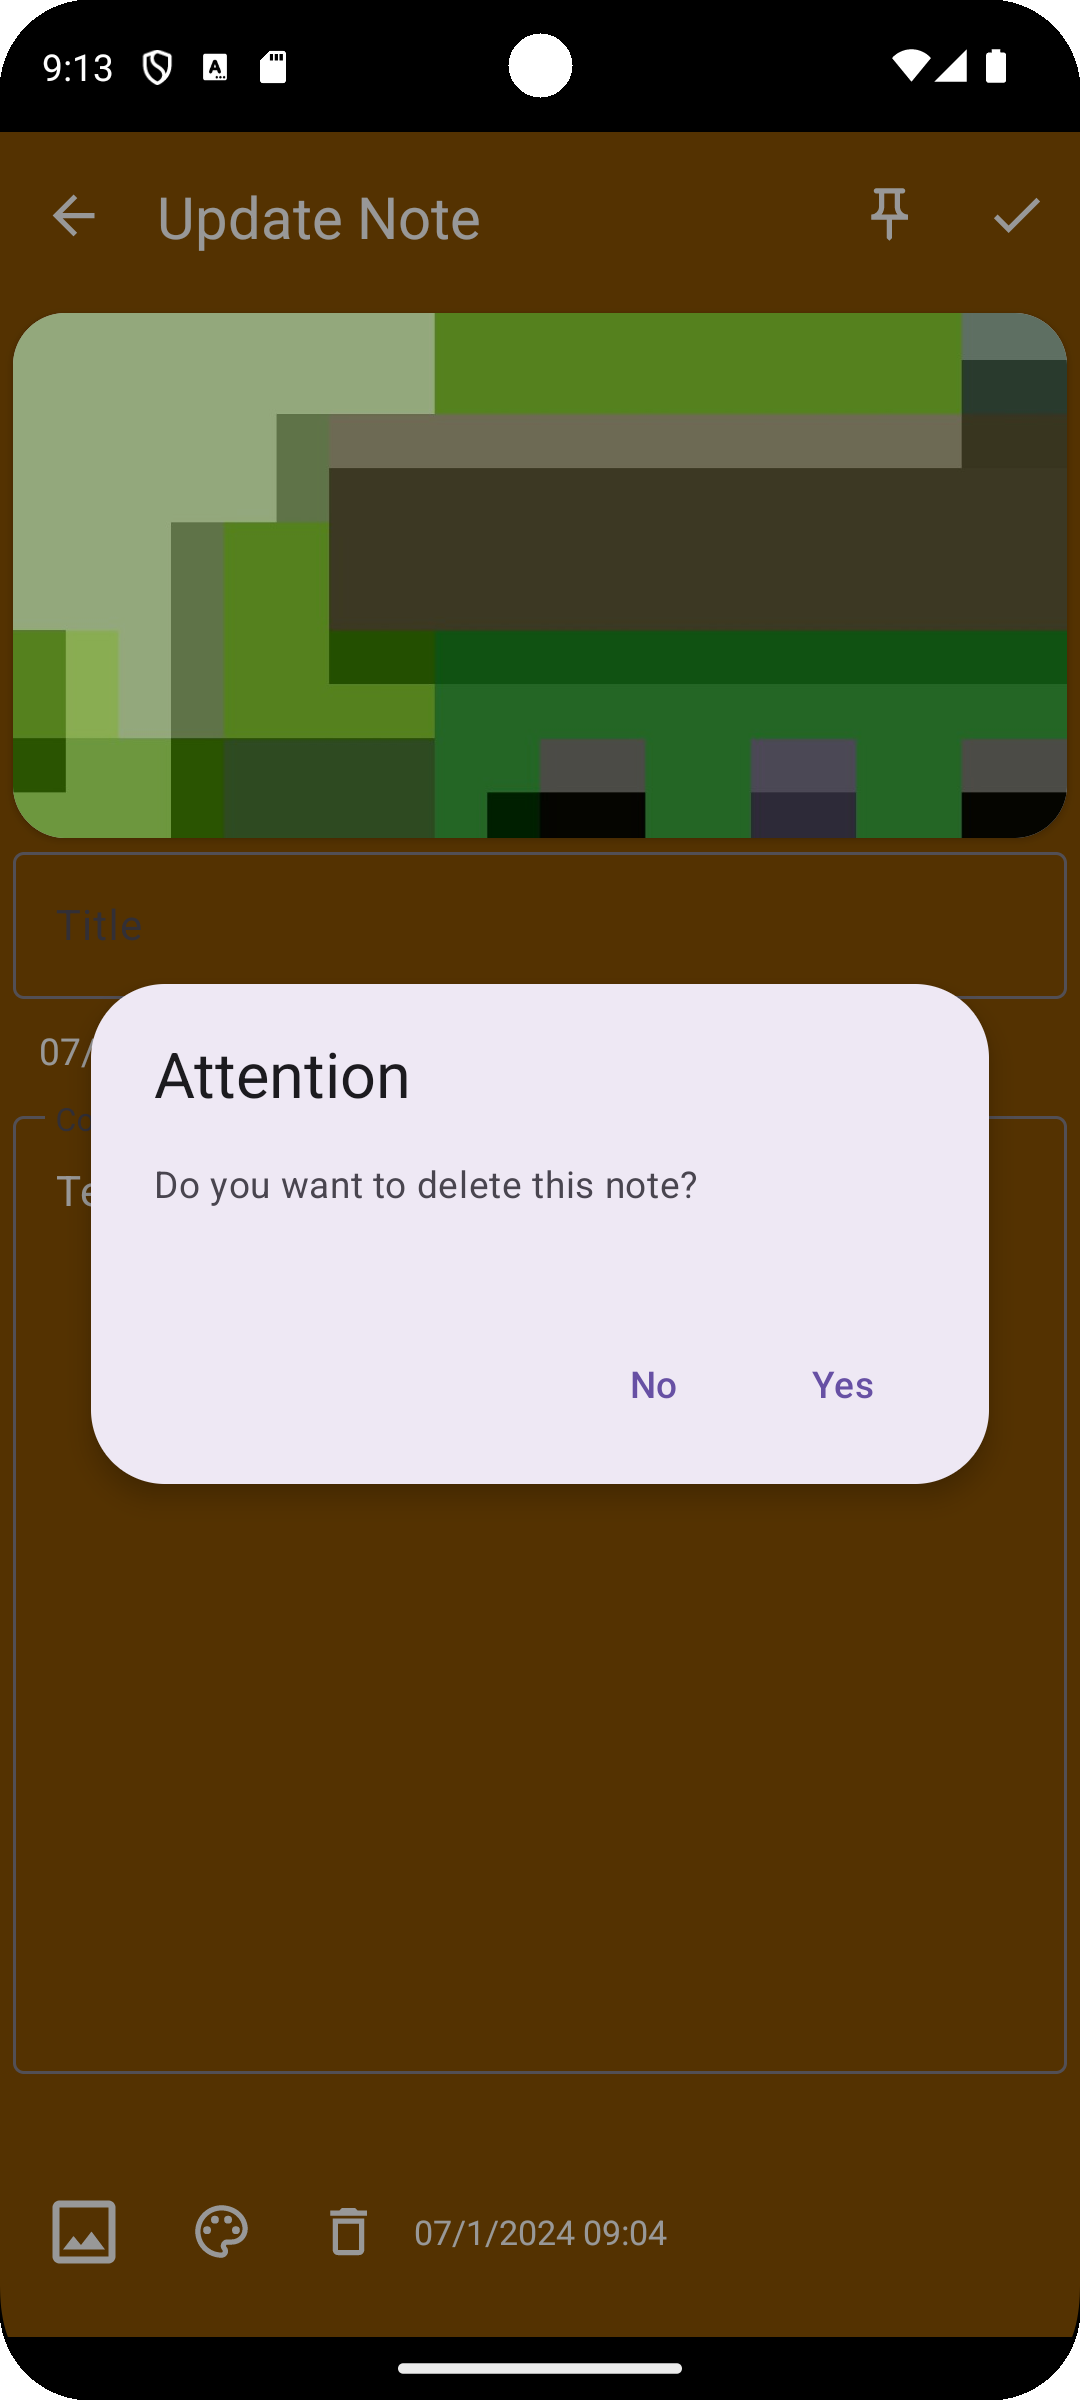 9:13
Update Note
Title
07/
Co
Te
Attention
Do you want to delete this note?
No Yes
07/1/2024 09:04